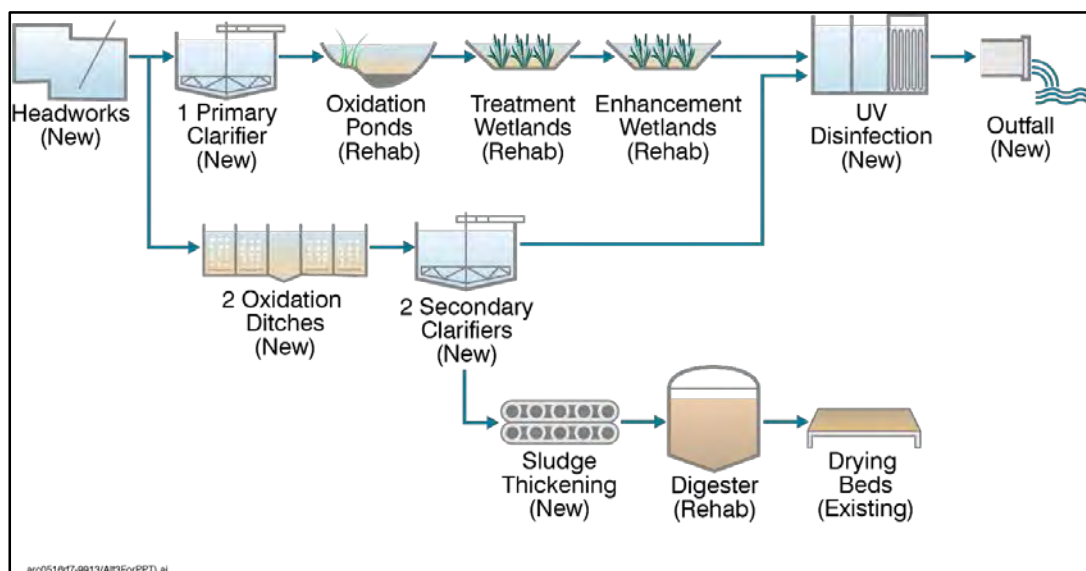 Headworks
(New)
1 Primary
Clarifier
(New)
Oxidation
Ponds
(Rehab)
Treatment
Wetlands
(Rehab)
Enhancement
Wetlands
(Rehab)
UV
Disinfection
(New)
Outfall
(New)
2 Oxidation
Ditches
(New)
2 Secondary
Clarifiers
(New)
Sludge
Thickening
(New)
Digester
(Rehab)
Drying
Beds
(Existing)